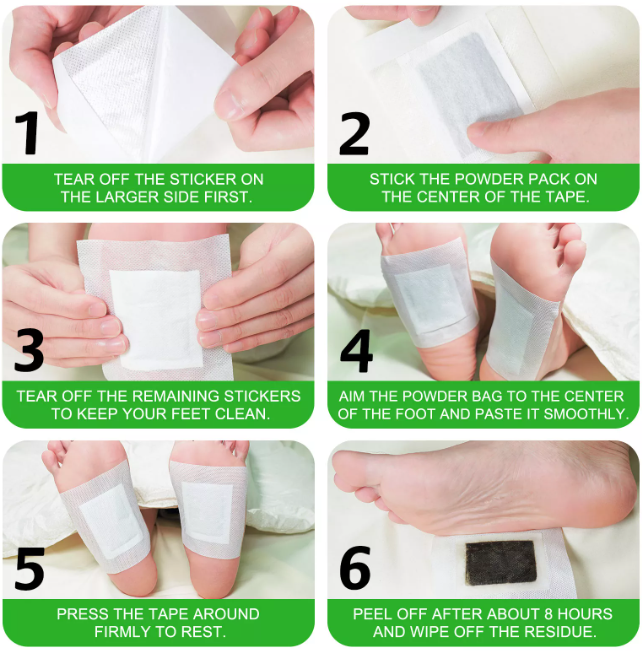 1
TEAR OFF THE STICKER ON
THE LARGER SIDE FIRST.
2
STICK THE POWDER PACK ON
THE CENTER OF THE TAPE.
3
TEAR OFF THE REMAINING STICKERS
TO KEEP YOUR FEET CLEAN.
4
AIM THE POWDER BAG TO THE CENTER
OF THE FOOT AND PASTE IT SMOOTHLY.
5
PRESS THE TAPE AROUND
FIRMLY TO REST.
6
PEEL OFF AFTER ABOUT 8 HOURS
AND WIPE OFF THE RESIDUE.